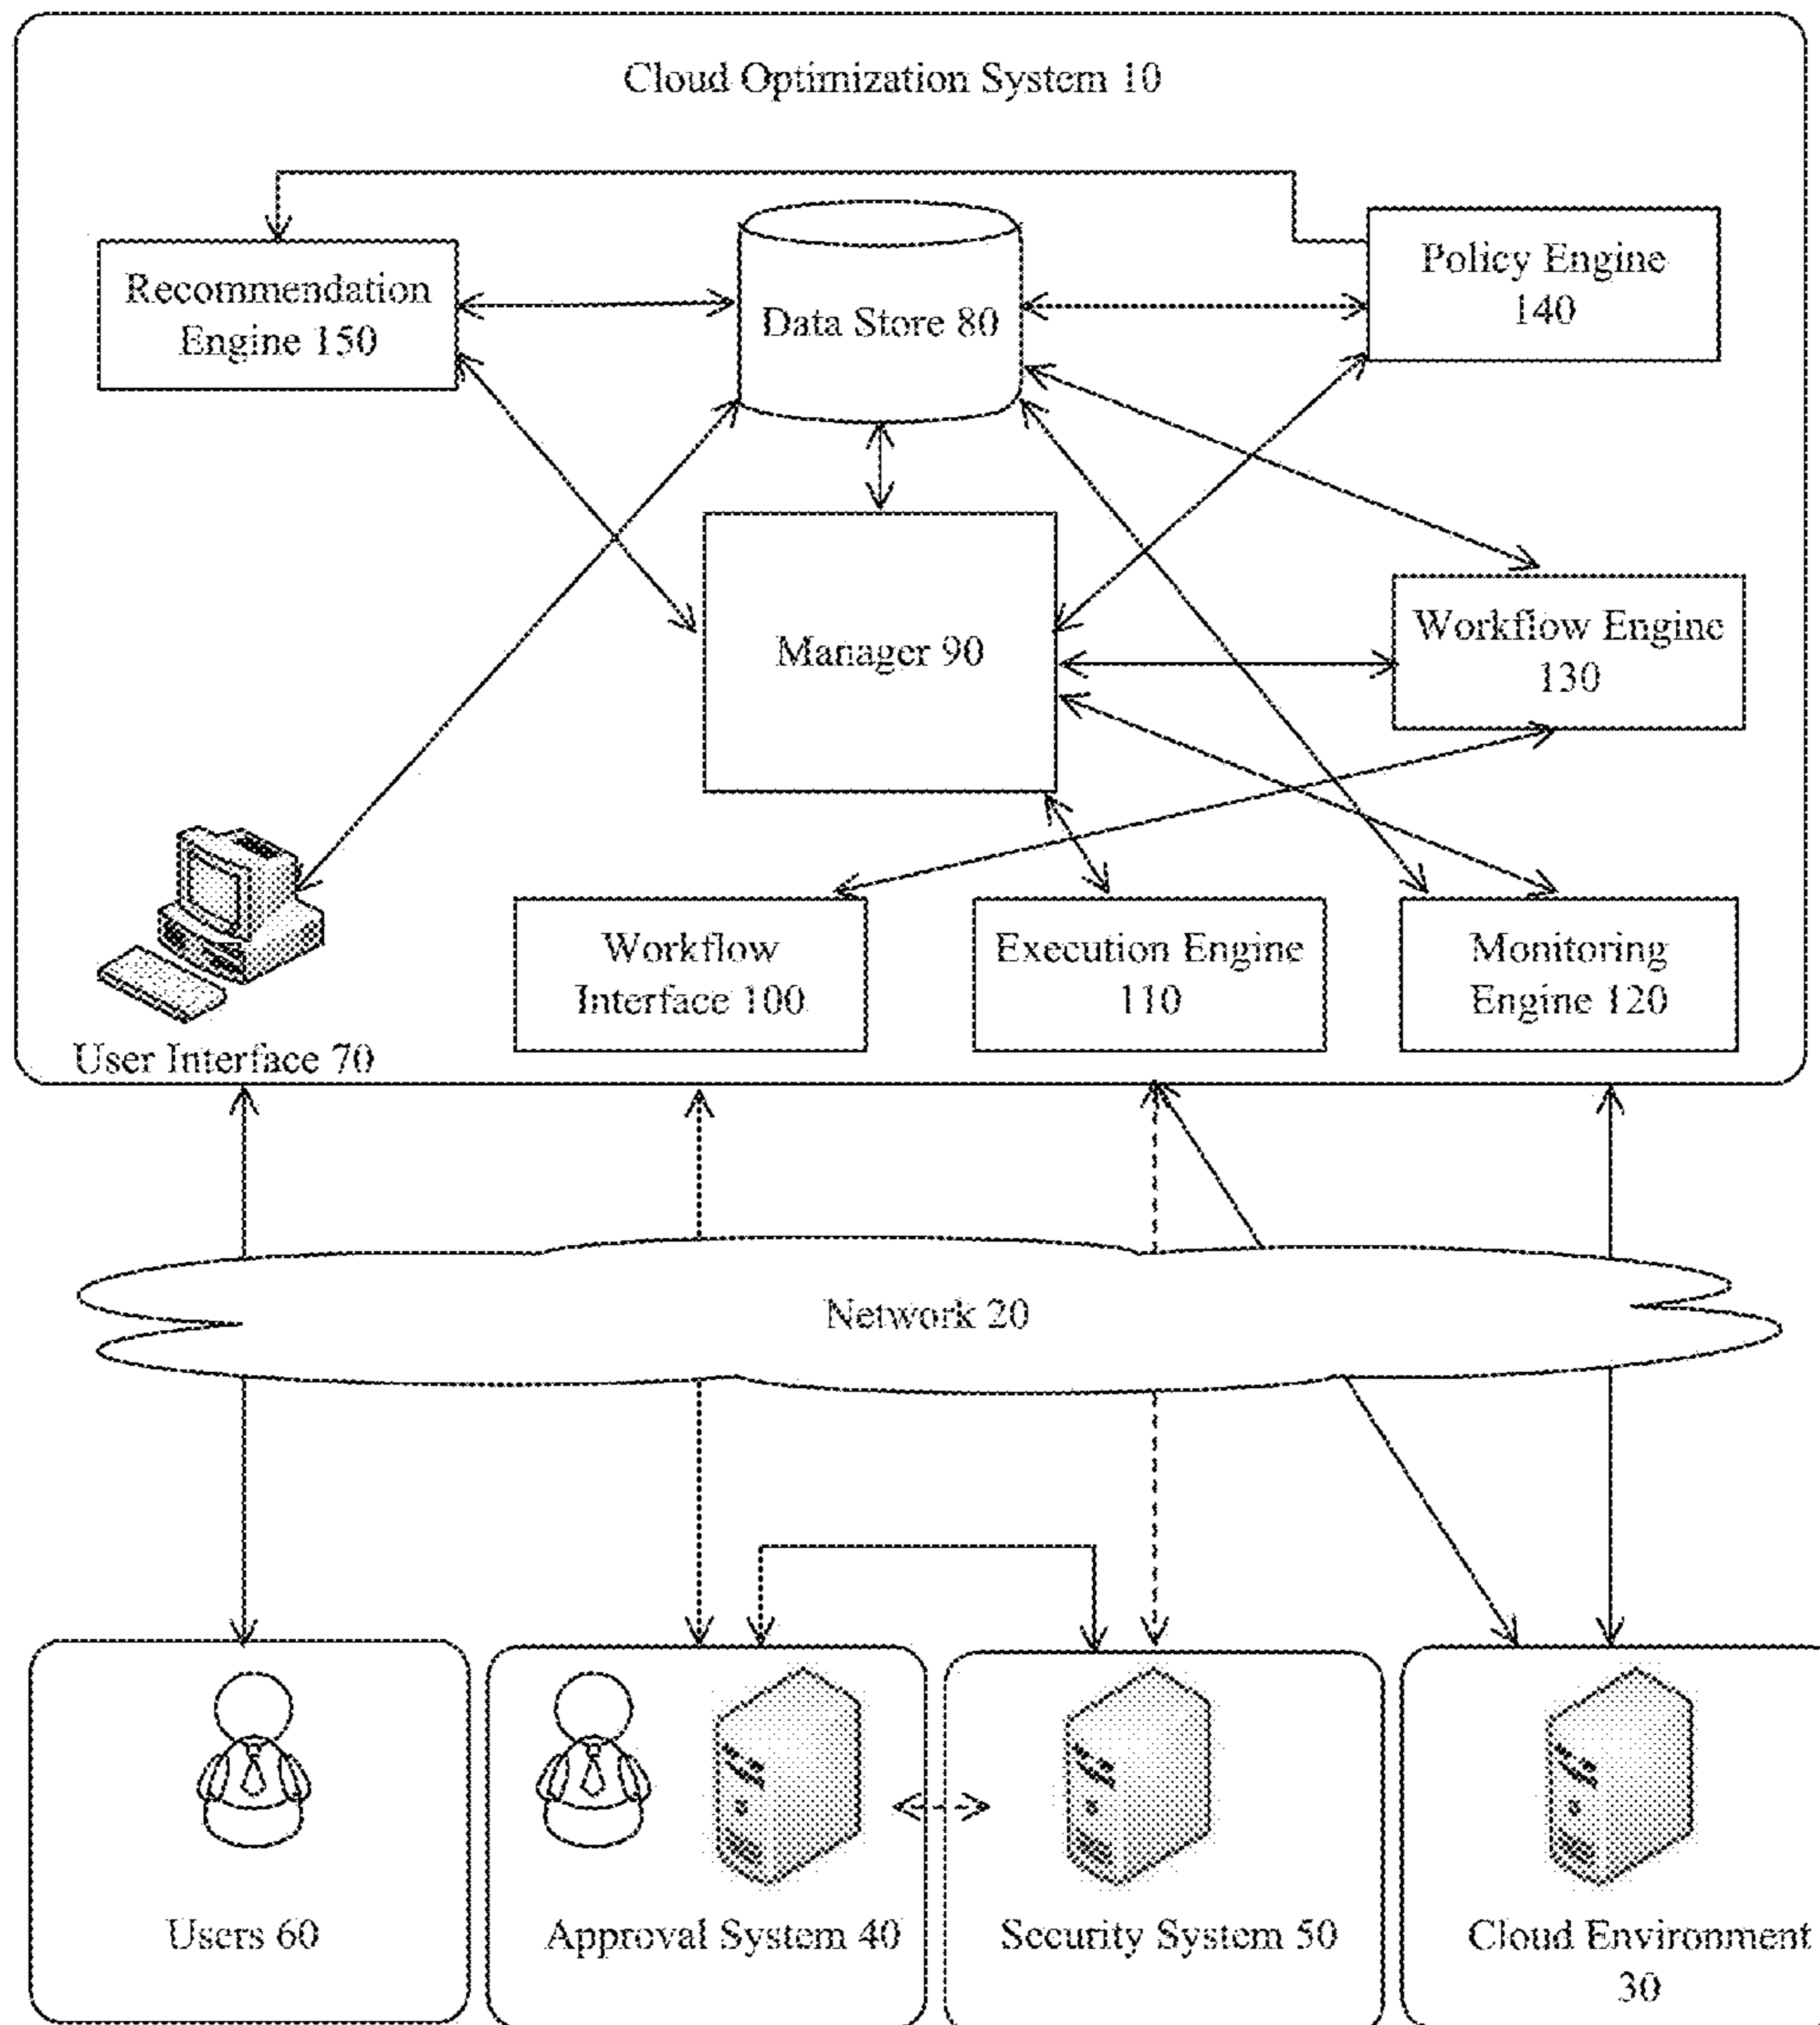 Cloud Optimization System 10
Recommendation
Engine 150
Data Store 80
Policy Engine
140
Manager 90
Workflow Engine
130
Workflow
Interface 100
Execution Engine
110
Monitoring
Engine 120
User Interface 70
Network 20
Users 60
Approval System 40
Security System 50
Cloud Environment
30